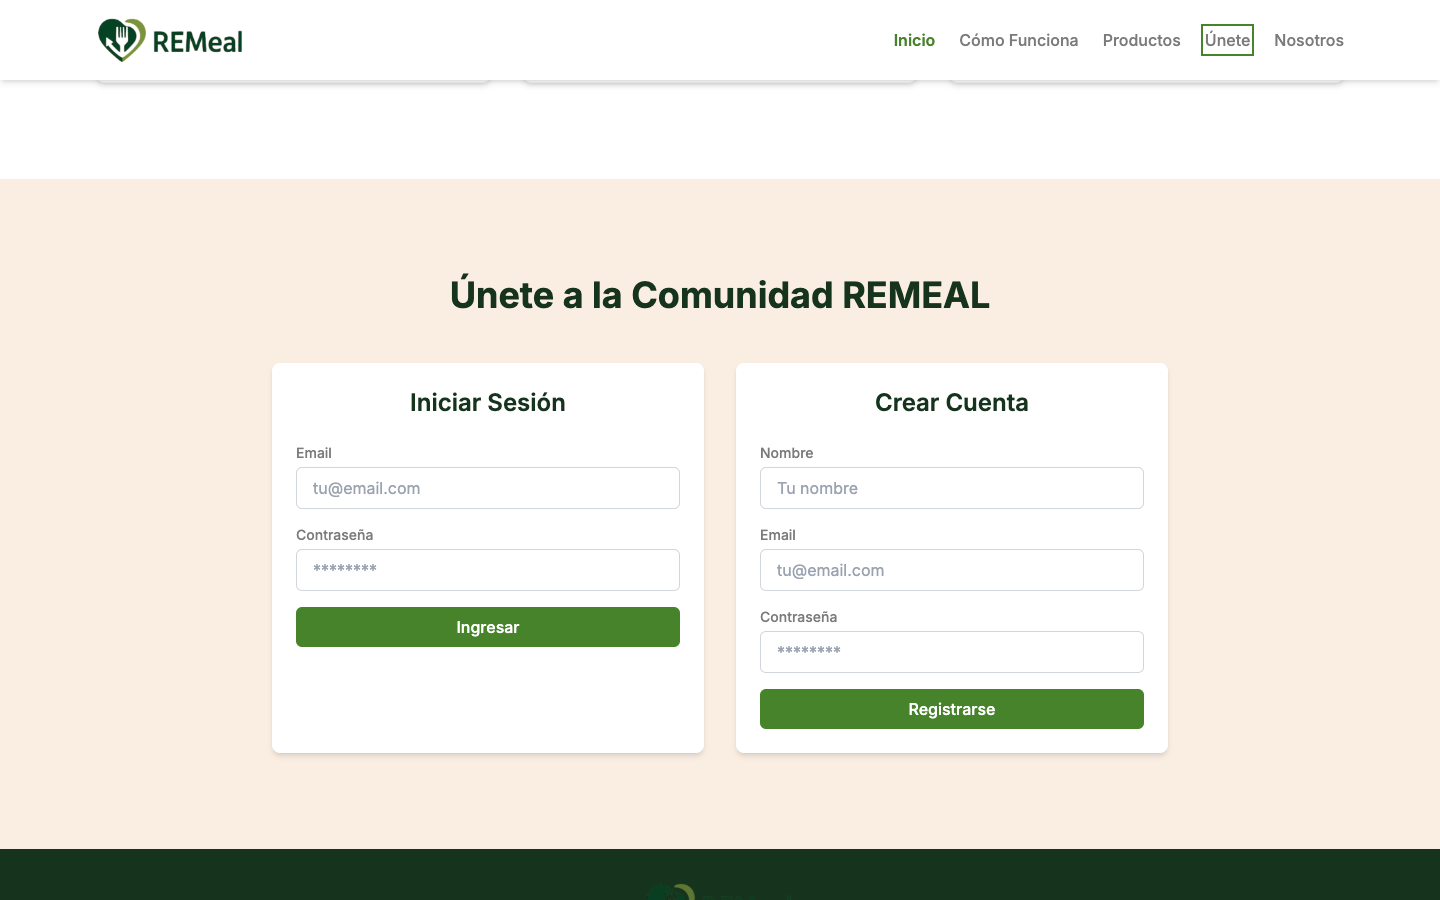 REMeal
Inicio
Cómo Funciona
Productos
Únete
Nosotros
Únete a la Comunidad REMEAL
Iniciar Sesión
Email
tu@email.com
Contraseña
********
Ingresar
Crear Cuenta
Nombre
Tu nombre
Email
tu@email.com
Contraseña
********
Registrarse